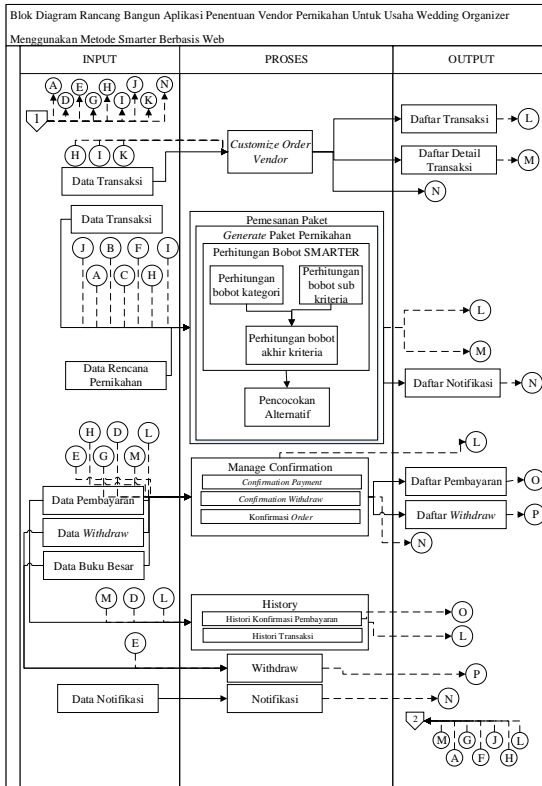 Blok Diagram Rancang Bangun Aplikasi Penentuan Vendor Pernikahan Untuk Usaha Wedding Organizer
Menggunakan Metode Smarter Berbasis Web
INPUT
PROSES
OUTPUT
A
E
H
J
N
D
G
I
K
1
H
I
K
Data Transaksi
Customize Order
Vendor
Daftar Transaksi
L
Daftar Detail
Transaksi
M
N
Data Transaksi
J
B
F
I
A
C
H
Data Rencana
Pernikahan
Pemesanan Paket
Generate Paket Pernikahan
Perhitungan Bobot SMARTER
Perhitungan
bobot kategori
Perhitungan
bobot sub
kriteria
Perhitungan bobot
akhir kriteria
Pencocokan
Alternatif
L
M
Daftar Notifikasi
N
H
D
L
E
G
M
Data Pembayaran
Data Withdraw
Data Buku Besar
Manage Confirmation
Confirmation Payment
Confirmation Withdraw
Konfirmasi Order
L
Daftar Pembayaran
O
Daftar Withdraw
P
N
M
D
L
History
Histori Konfirmasi Pembayaran
Histori Transaksi
O
L
E
Withdraw
P
Data Notifikasi
Notifikasi
N
2
M
G
J
L
A
F
H